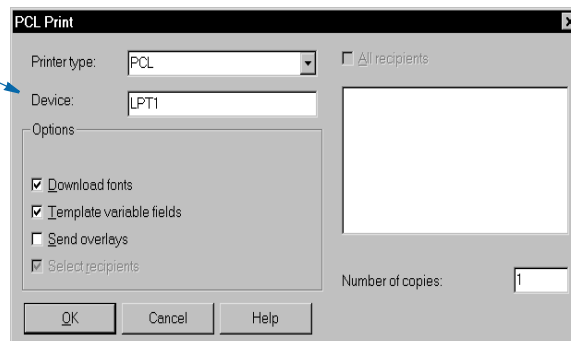 PCL Print
Printer type:
PCL
Device:
LPT1
Options
Download fonts
Template variable fields
Send overlays
Select recipients
OK
Cancel
Help
All recipients
Number of copies:
1